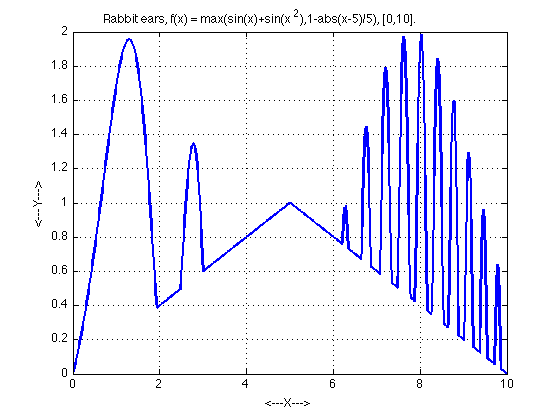 Rabbit ears, f(x) = max(sin(x)+sin(x²),1-abs(x-5)/5), [0,10].
2
1.8
1.6
1.4
1.2
1
0.8
0.6
0.4
0.2
0
<---Y--->
0 2 4 6 8 10
<---X--->